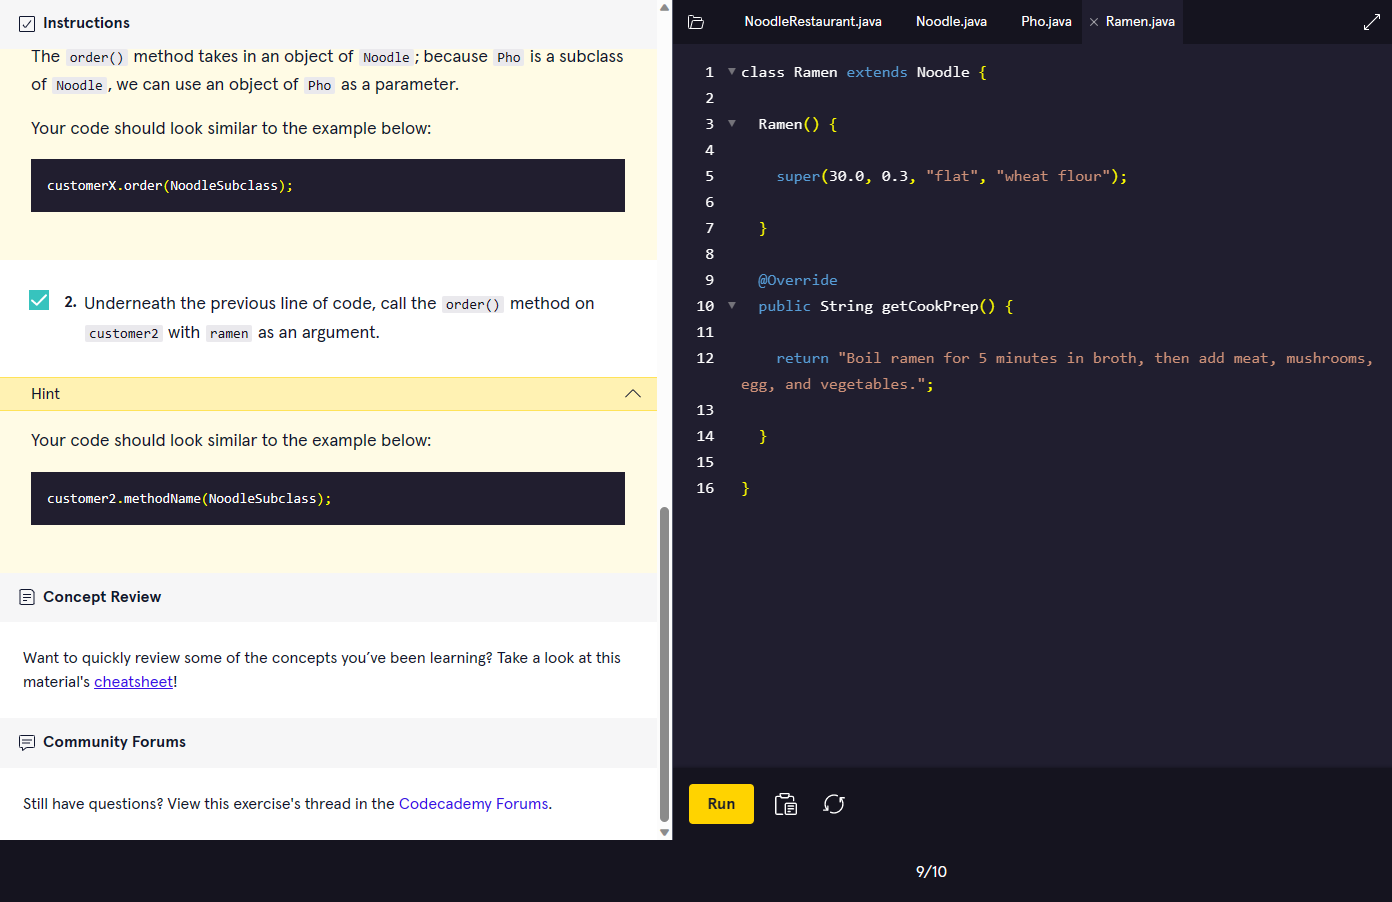 Instructions
The order() method takes in an object of Noodle; because Pho is a subclass
of Noodle, we can use an object of Pho as a parameter.
Your code should look similar to the example below:
customerX.order(NoodleSubclass);
2. Underneath the previous line of code, call the order() method on
customer2 with ramen as an argument.
Hint
Your code should look similar to the example below:
customer2.methodName(NoodleSubclass);
Concept Review
Want to quickly review some of the concepts you’ve been learning? Take a look at this
material's cheatsheet!
Community Forums
Still have questions? View this exercise's thread in the Codecademy Forums.
NoodleRestaurant.java Noodle.java Pho.java Ramen.java
1 class Ramen extends Noodle {
2
3 Ramen() {
4
5 super(30.0, 0.3, "flat", "wheat flour");
6
7 }
8
9 @Override
10 public String getCookPrep() {
11
12 return "Boil ramen for 5 minutes in broth, then add meat, mushrooms,
egg, and vegetables.";
13
14 }
15
16 }
Run
9/10